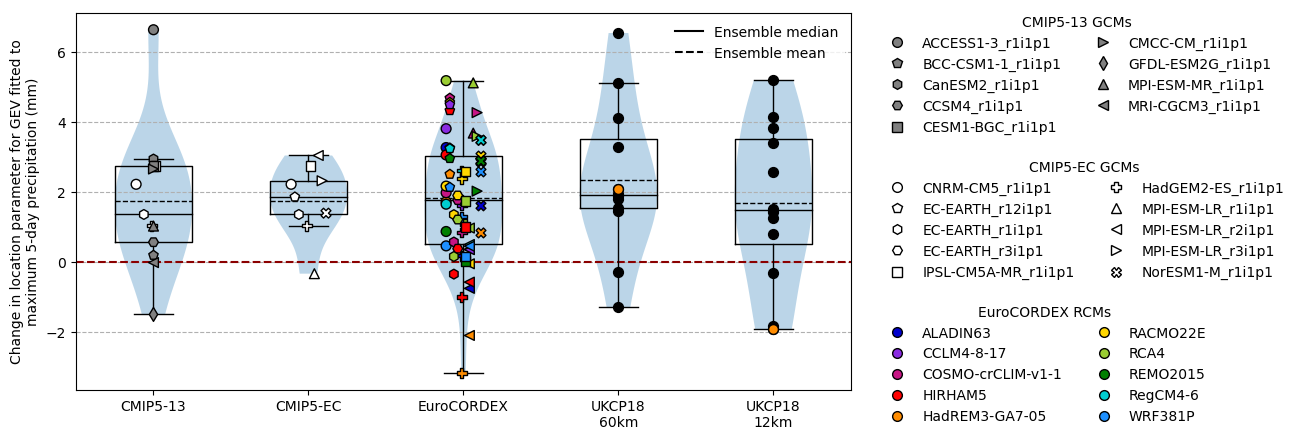 Change in location parameter for GEV fitted to
maximum 5-day precipitation (mm)
6
4
2
0
−2
Ensemble median
Ensemble mean
CMIP5-13
CMIP5-EC
EuroCORDEX
UKCP18
60km
UKCP18
12km
CMIP5-13 GCMs
ACCESS1-3_r1i1p1
BCC-CSM1-1_r1i1p1
CanESM2_r1i1p1
CCSM4_r1i1p1
CESM1-BGC_r1i1p1
CMCC-CM_r1i1p1
GFDL-ESM2G_r1i1p1
MPI-ESM-MR_r1i1p1
MRI-CGCM3_r1i1p1
CMIP5-EC GCMs
CNRM-CM5_r1i1p1
EC-EARTH_r12i1p1
EC-EARTH_r1i1p1
EC-EARTH_r3i1p1
IPSL-CM5A-MR_r1i1p1
HadGEM2-ES_r1i1p1
MPI-ESM-LR_r1i1p1
MPI-ESM-LR_r2i1p1
MPI-ESM-LR_r3i1p1
NorESM1-M_r1i1p1
EuroCORDEX RCMs
ALADIN63
CCLM4-8-17
COSMO-crCLIM-v1-1
HIRHAM5
HadREM3-GA7-05
RACMO22E
RCA4
REMO2015
RegCM4-6
WRF381P